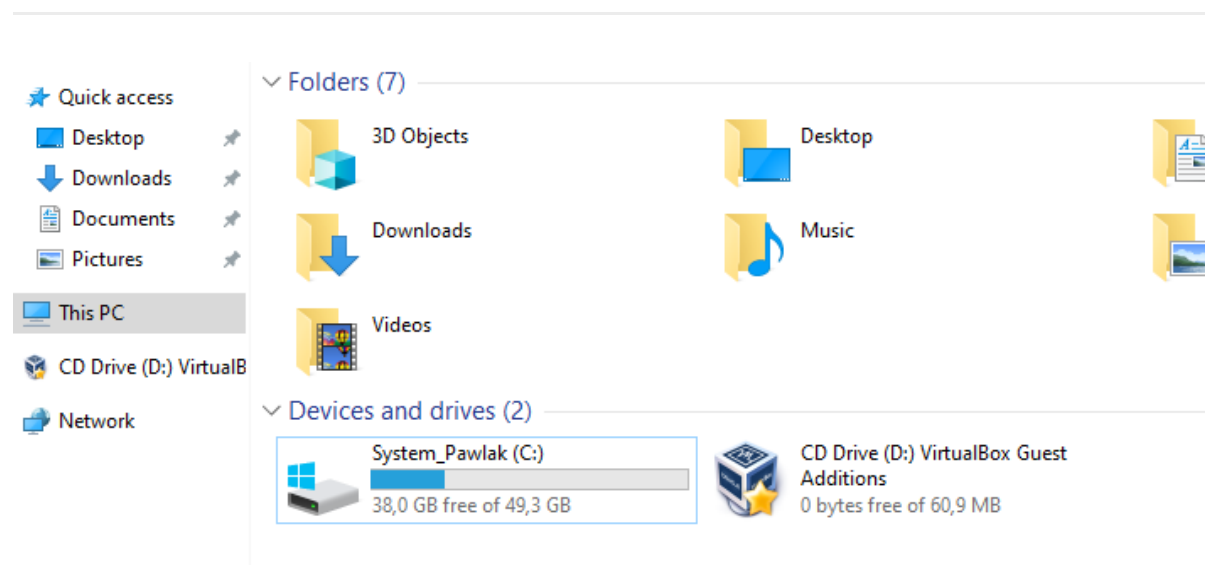 Quick access
Desktop
Downloads
Documents
Pictures
This PC
CD Drive (D:) VirtualB
Network
Folders (7)
3D Objects
Desktop
Downloads
Music
Videos
Devices and drives (2)
System_Pawlak (C:)
38,0 GB free of 49,3 GB
CD Drive (D:) VirtualBox Guest
Additions
0 bytes free of 60,9 MB